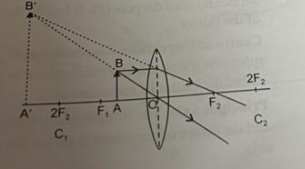 B'
B
2F₂
A' 2F₂ F₁ A O F₂
C₁ C₂